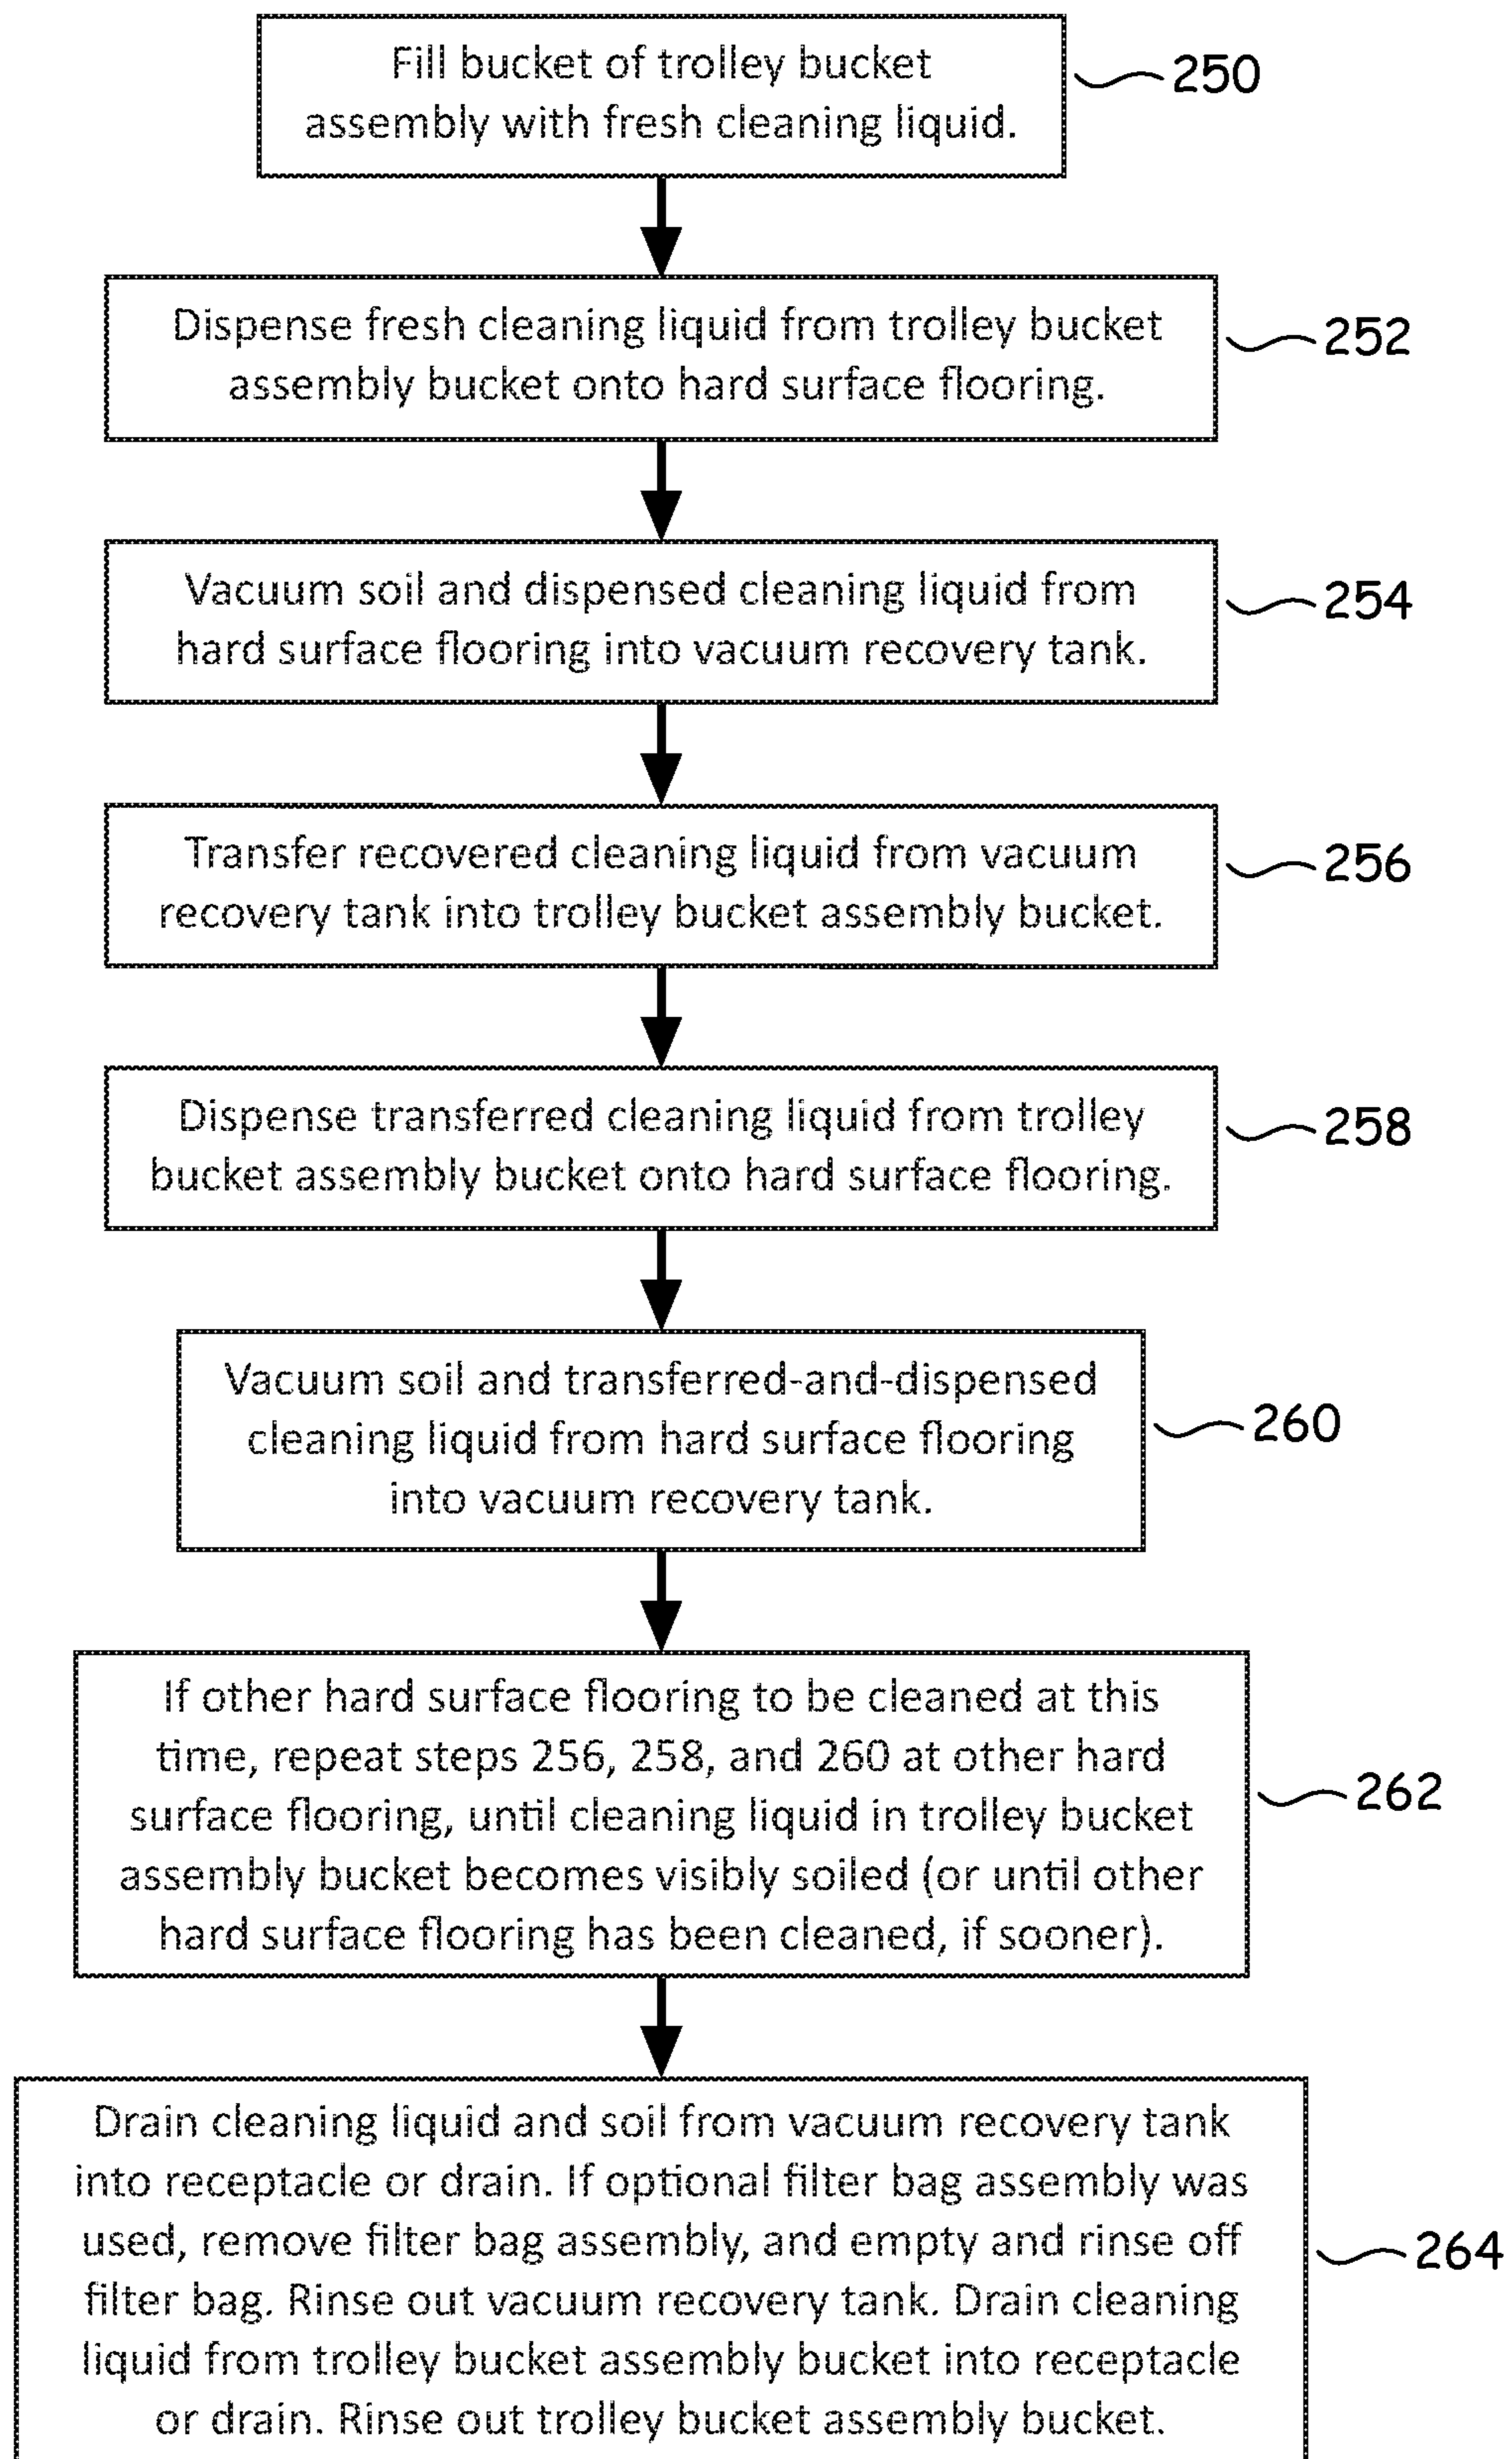 Fill bucket of trolley bucket
assembly with fresh cleaning liquid.
250
Dispense fresh cleaning liquid from trolley bucket
assembly bucket onto hard surface flooring.
252
Vacuum soil and dispensed cleaning liquid from
hard surface flooring into vacuum recovery tank.
254
Transfer recovered cleaning liquid from vacuum
recovery tank into trolley bucket assembly bucket.
256
Dispense transferred cleaning liquid from trolley
bucket assembly bucket onto hard surface flooring.
258
Vacuum soil and transferred-and-dispensed
cleaning liquid from hard surface flooring
into vacuum recovery tank.
260
If other hard surface flooring to be cleaned at this
time, repeat steps 256, 258, and 260 at other hard
surface flooring, until cleaning liquid in trolley bucket
assembly bucket becomes visibly soiled (or until other
hard surface flooring has been cleaned, if sooner).
262
Drain cleaning liquid and soil from vacuum recovery tank
into receptacle or drain. If optional filter bag assembly was
used, remove filter bag assembly, and empty and rinse off
filter bag. Rinse out vacuum recovery tank. Drain cleaning
liquid from trolley bucket assembly bucket into receptacle
or drain. Rinse out trolley bucket assembly bucket.
264